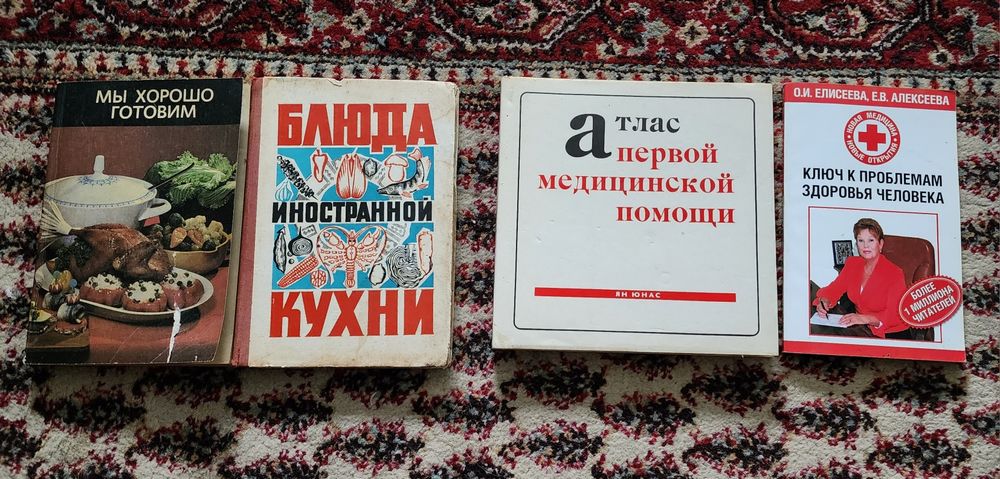 МЫ ХОРОШО
ГОТОВИМ
БЛЮДА
ИНОСТРАННОЙ
КУХНИ
атлас
первой
медицинской
помощи
ЯН ЮНАС
О.И. ЕЛИСЕЕВА, Е.В. АЛЕКСЕЕВА
НОВАЯ МЕДИЦИНА
НОВЫЕ ОТКРЫТИЯ
КЛЮЧ К ПРОБЛЕМАМ
ЗДОРОВЬЯ ЧЕЛОВЕКА
БОЛЕЕ
1 МИЛЛИОНА
ЧИТАТЕЛЕЙ